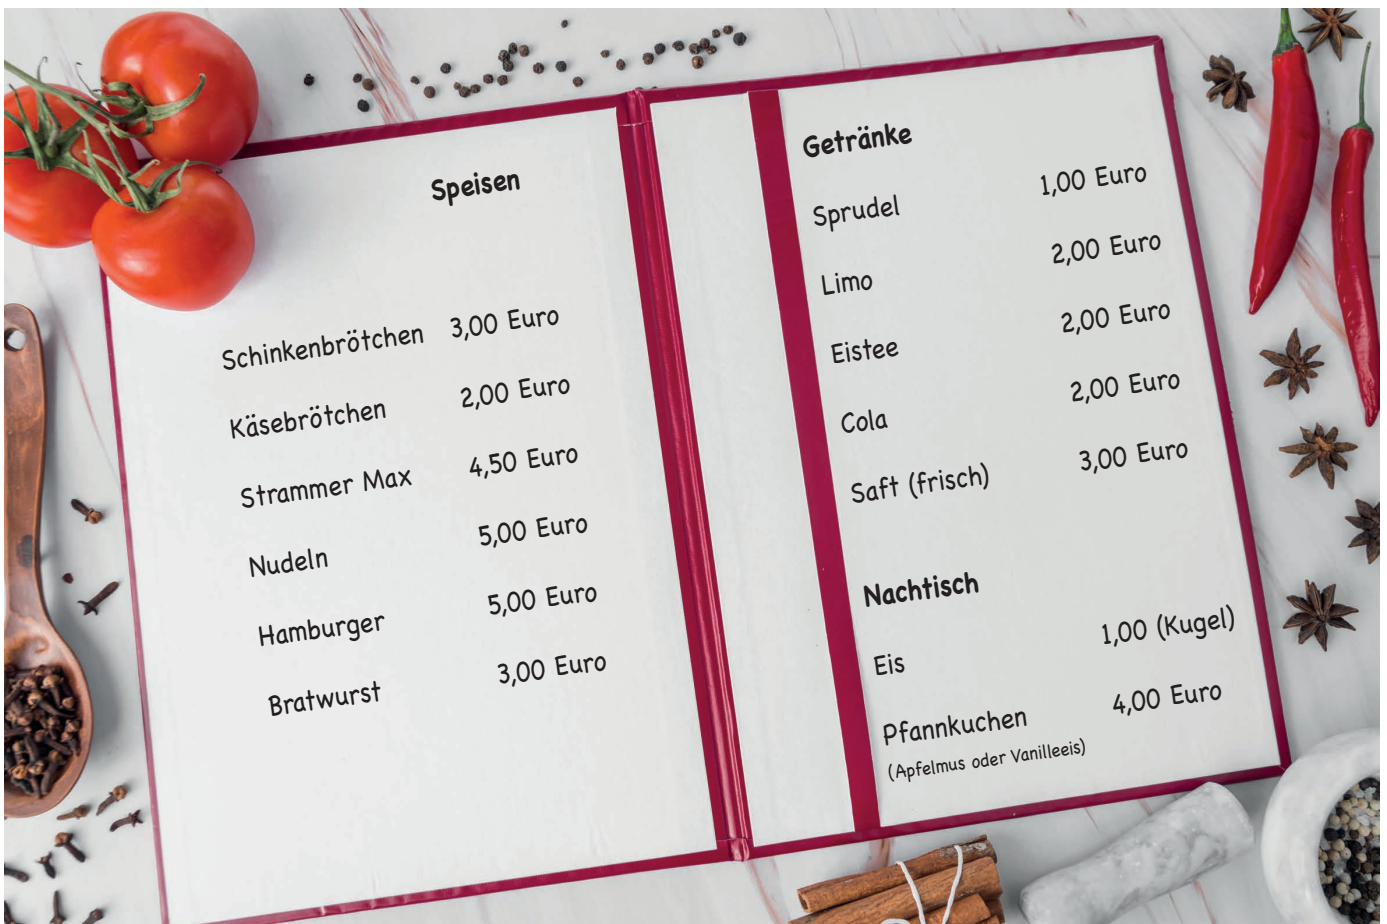 Speisen
Schinkenbrötchen 3,00 Euro
Käsebrötchen 2,00 Euro
Strammer Max 4,50 Euro
Nudeln 5,00 Euro
Hamburger 5,00 Euro
Bratwurst 3,00 Euro
Getränke
Sprudel 1,00 Euro
Limo 2,00 Euro
Eistee 2,00 Euro
Cola 2,00 Euro
Saft (frisch) 3,00 Euro
Nachtisch
Eis 1,00 (Kugel)
Pfannkuchen 4,00 Euro
(Apfelmus oder Vanilleeis)